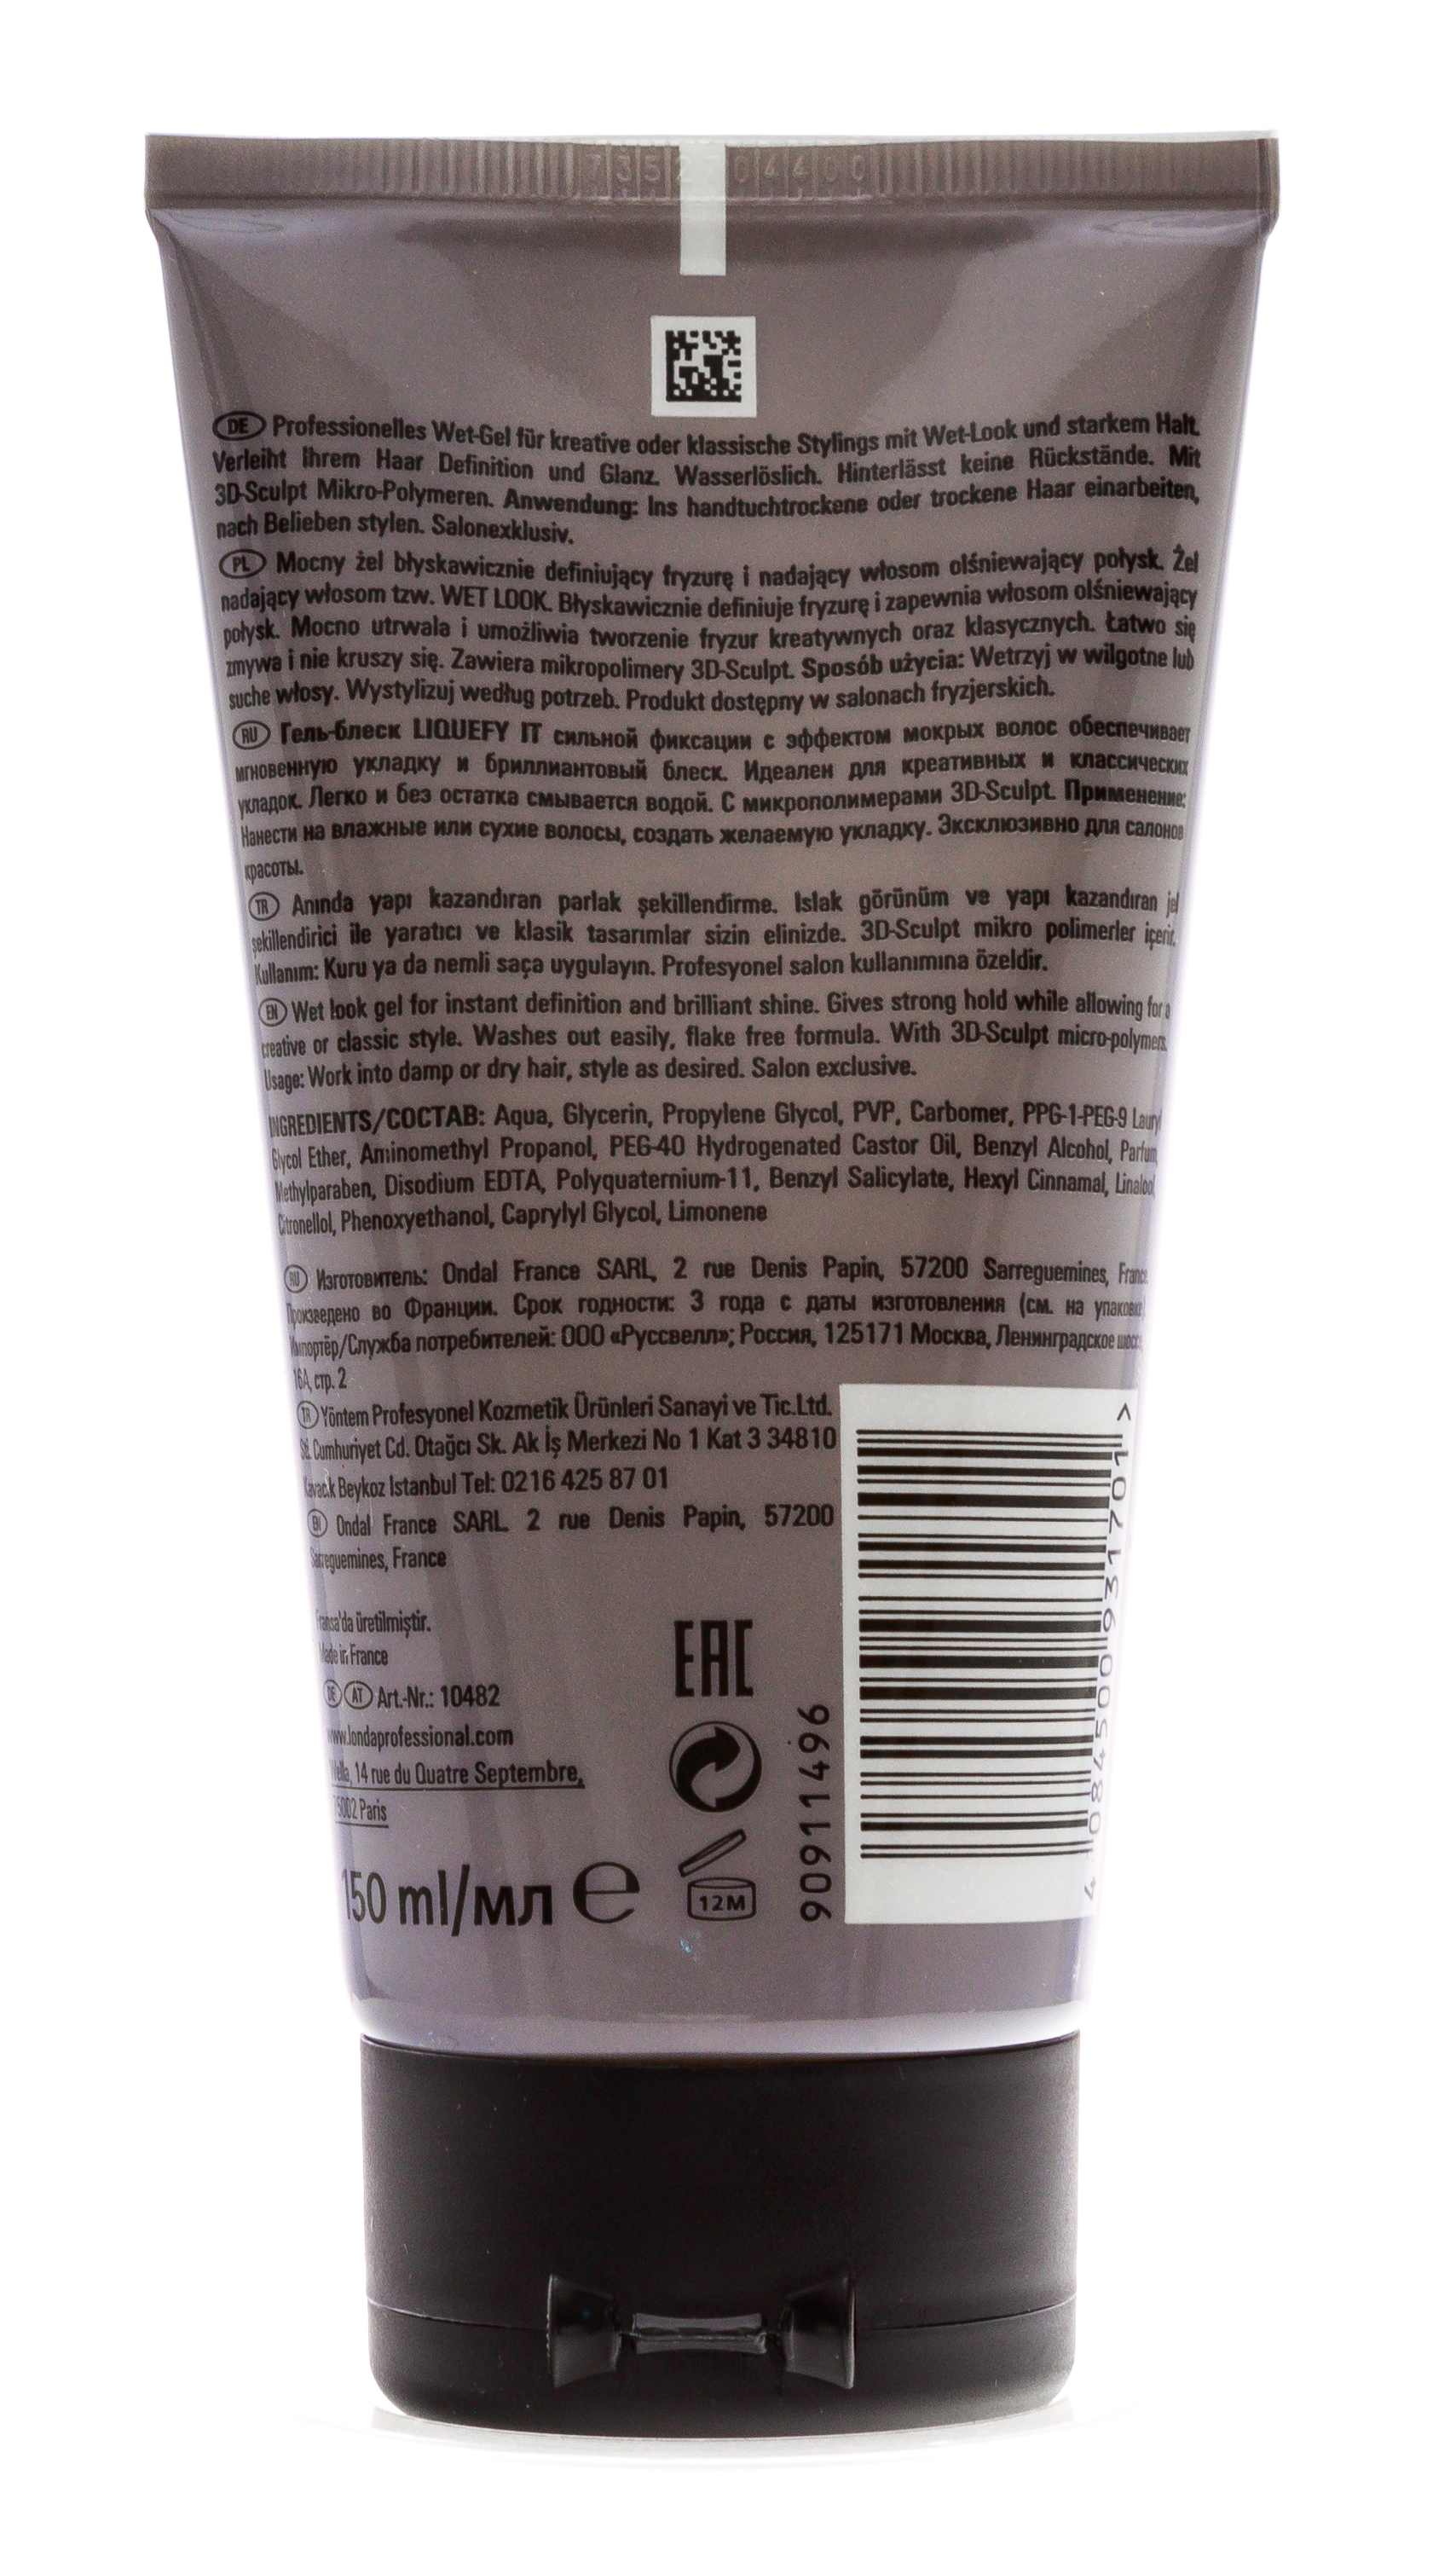 7352704400
DE Professionelles Wet-Gel für kreative oder klassische Stylings mit Wet-Look und starkem Halt.
Verleiht Ihrem Haar Definition und Glanz. Wasserlöslich. Hinterlässt keine Rückstände. Mit
3D-Sculpt Mikro-Polymeren. Anwendung: Ins handtuchtrockene oder trockene Haar einarbeiten,
nach Belieben stylen. Salonexklusiv.
PL Mocny żel błyskawicznie definiujący fryzurę i nadający włosom olśniewający połysk. Żel
nadający włosom tzw. WET LOOK. Błyskawicznie definiuje fryzurę i zapewnia włosom olśniewający
połysk. Mocno utrwala i umożliwia tworzenie fryzur kreatywnych oraz klasycznych. Łatwo się
zmywa i nie kruszy się. Zawiera mikropolimery 3D-Sculpt. Sposób użycia: Wetrzyj w wilgotne lub
suche włosy. Wystylizuj według potrzeb. Produkt dostępny w salonach fryzjerskich.
RU Гель-блеск LIQUEFY IT сильной фиксации с эффектом мокрых волос обеспечивает
мгновенную укладку и бриллиантовый блеск. Идеален для креативных и классических
укладок. Легко и без остатка смывается водой. С микрополимерами 3D-Sculpt. Применение:
Нанести на влажные или сухие волосы, создать желаемую укладку. Эксклюзивно для салонов
красоты.
TR Anında yapı kazandıran parlak şekillendirme. Islak görünüm ve yapı kazandıran jel
şekillendirici ile yaratıcı ve klasik tasarımlar sizin elinizde. 3D-Sculpt mikro polimerler içerir.
Kullanım: Kuru ya da nemli saça uygulayın. Profesyonel salon kullanımına özeldir.
EN Wet look gel for instant definition and brilliant shine. Gives strong hold while allowing for a
creative or classic style. Washes out easily, flake free formula. With 3D-Sculpt micro-polymers.
Usage: Work into damp or dry hair, style as desired. Salon exclusive.
INGREDIENTS/СОСТАВ: Aqua, Glycerin, Propylene Glycol, PVP, Carbomer, PPG-1-PEG-9 Lauryl
Glycol Ether, Aminomethyl Propanol, PEG-40 Hydrogenated Castor Oil, Benzyl Alcohol, Parfum,
Methylparaben, Disodium EDTA, Polyquaternium-11, Benzyl Salicylate, Hexyl Cinnamal, Linalool,
Citronellol, Phenoxyethanol, Caprylyl Glycol, Limonene
RU Изготовитель: Ondal France SARL, 2 rue Denis Papin, 57200 Sarreguemines, France.
Произведено во Франции. Срок годности: 3 года с даты изготовления (см. на упаковке).
Импортёр/Служба потребителей: ООО «Руссвелл»; Россия, 125171 Москва, Ленинградское
16А, стр. 2
TR Yöntem Profesyonel Kozmetik Ürünleri Sanayi ve Tic.Ltd.
Şti. Cumhuriyet Cd. Otağcı Sk. Ak İş Merkezi No 1 Kat 3 34810
Kavacık Beykoz Istanbul Tel: 0216 425 87 01
EN Ondal France SARL 2 rue Denis Papin, 57200
Sarreguemines, France
Fransa'da üretilmiştir.
Made in France
DE AT Art.-Nr.: 10482
www.londaprofessional.com
Wella, 14 rue du Quatre Septembre,
75002 Paris
150 ml/мл e
EAC
12M
90911496
4 084500 931701 >